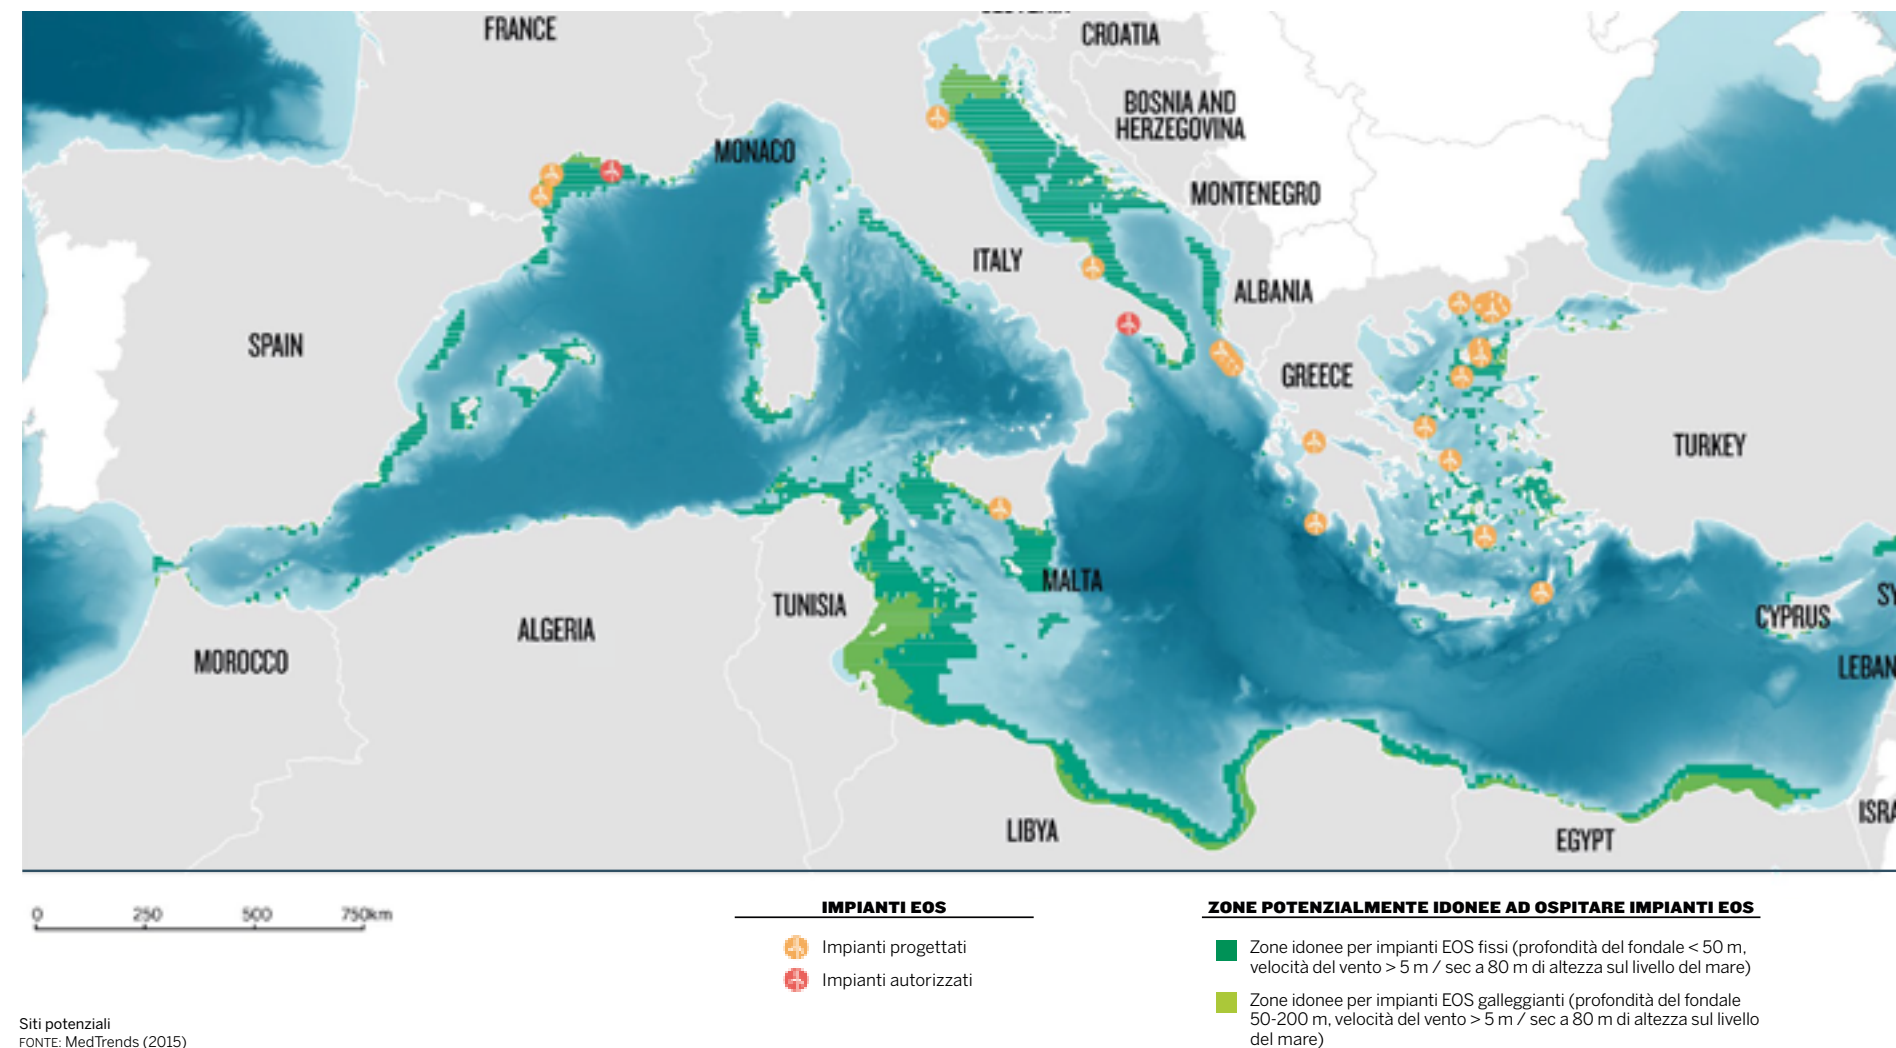 FRANCE
CROATIA
BOSNIA AND
HERZEGOVINA
MONACO
MONTENEGRO
ITALY
ALBANIA
SPAIN
GREECE
TURKEY
MALTA
TUNISIA
CYPRUS
SY
ALGERIA
MOROCCO
LEBAN
LIBYA
EGYPT
ISRA
0 250 500 750km
IMPIANTI EOS
Impianti progettati
Impianti autorizzati
ZONE POTENZIALMENTE IDONEE AD OSPITARE IMPIANTI EOS
Zone idonee per impianti EOS fissi (profondità del fondale < 50 m,
velocità del vento > 5 m / sec a 80 m di altezza sul livello del mare)
Zone idonee per impianti EOS galleggianti (profondità del fondale
50-200 m, velocità del vento > 5 m / sec a 80 m di altezza sul livello
del mare)
Siti potenziali
FONTE: MedTrends (2015)